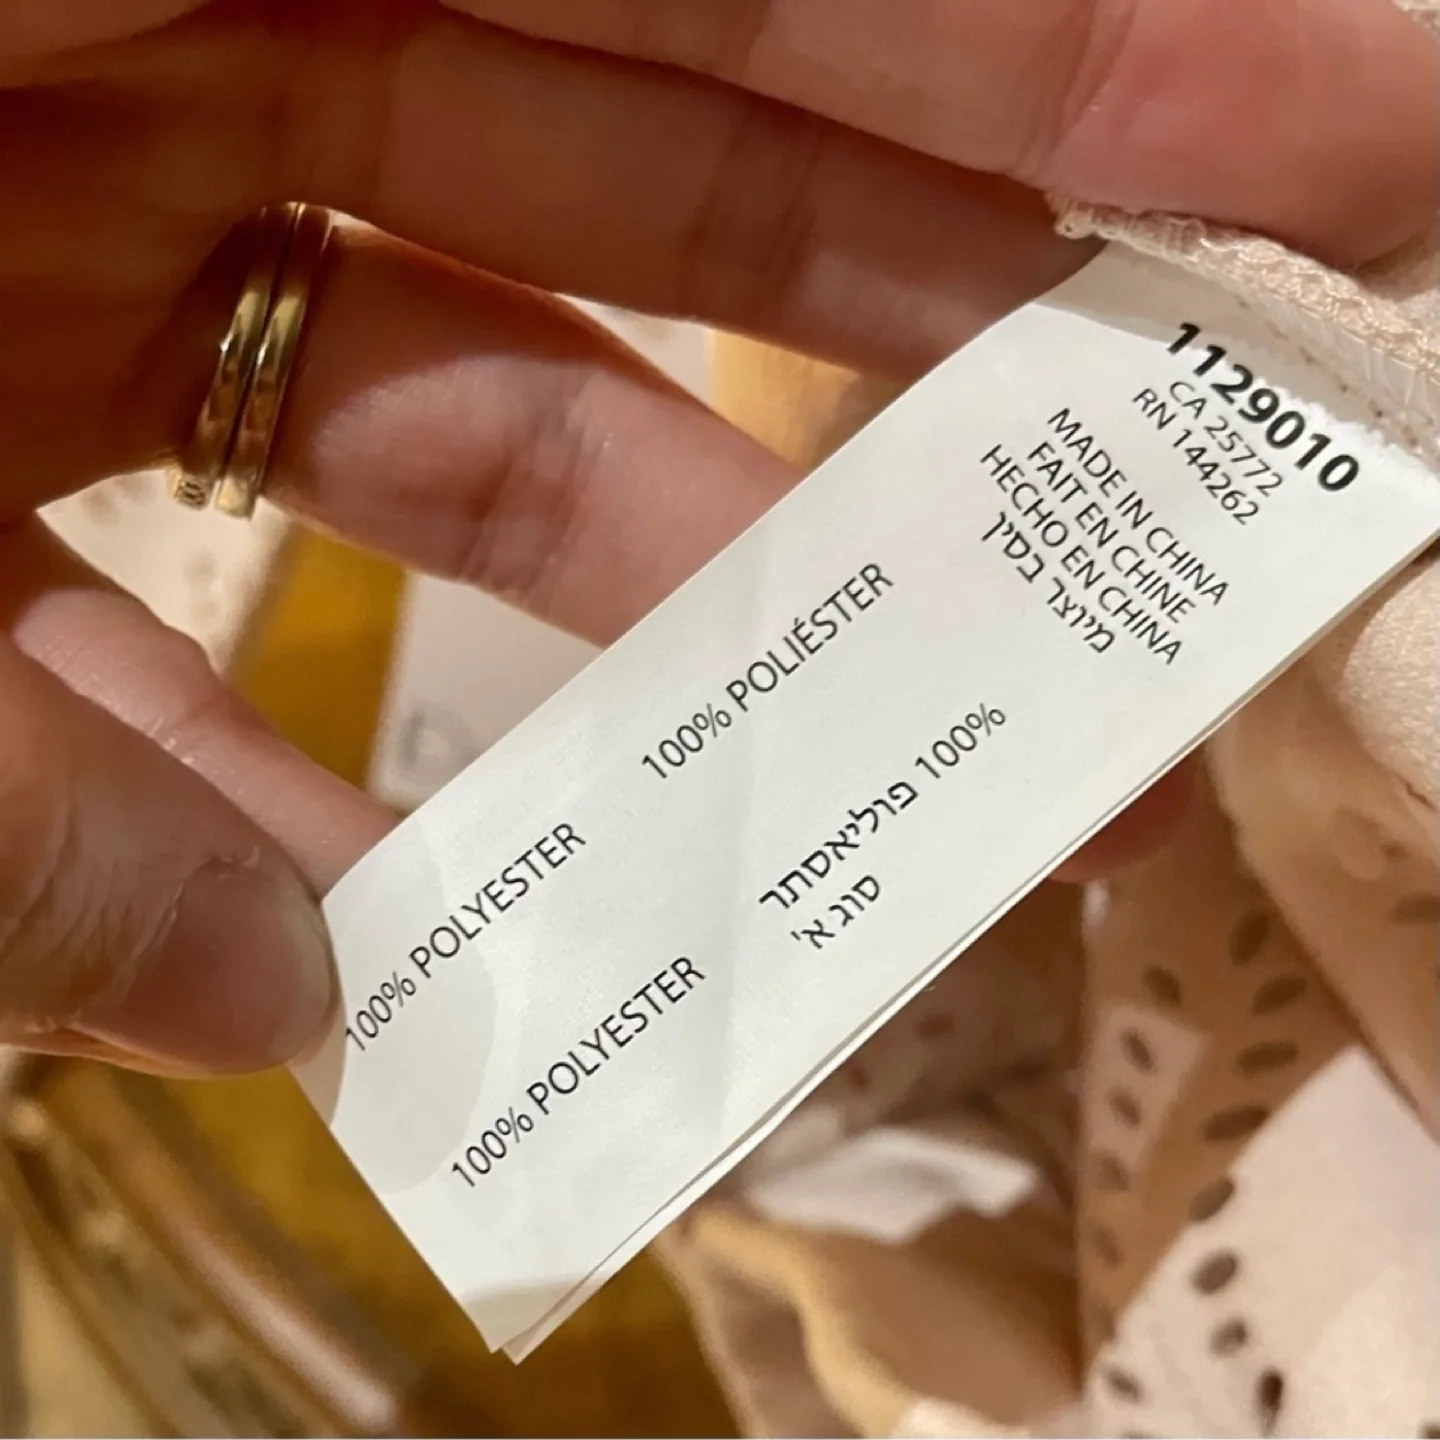 1129010
CA 25772
RN 144262
MADE IN CHINA
FAIT EN CHINE
HECHO EN CHINA
מיוצר בסין
100% POLYESTER
100% POLIÉSTER
100% POLYESTER
100% פוליאסתר
סוג א'